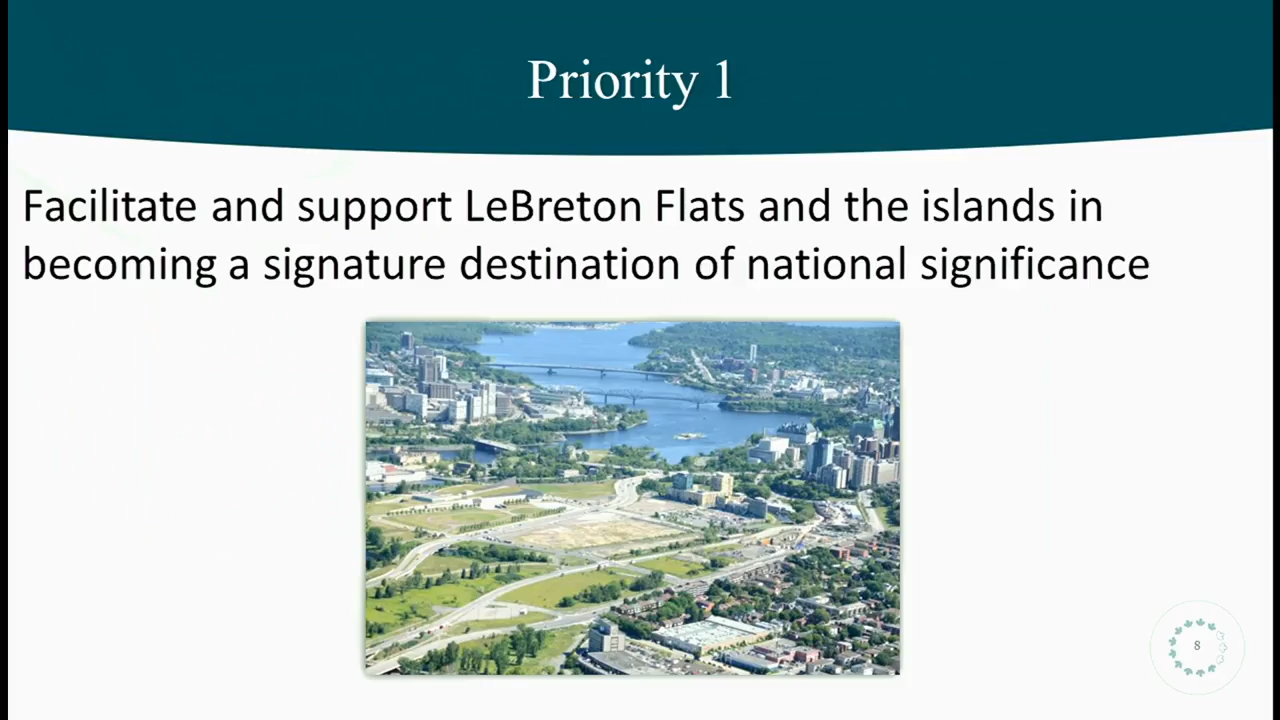 Priority 1
Facilitate and support LeBreton Flats and the islands in
becoming a signature destination of national significance
8